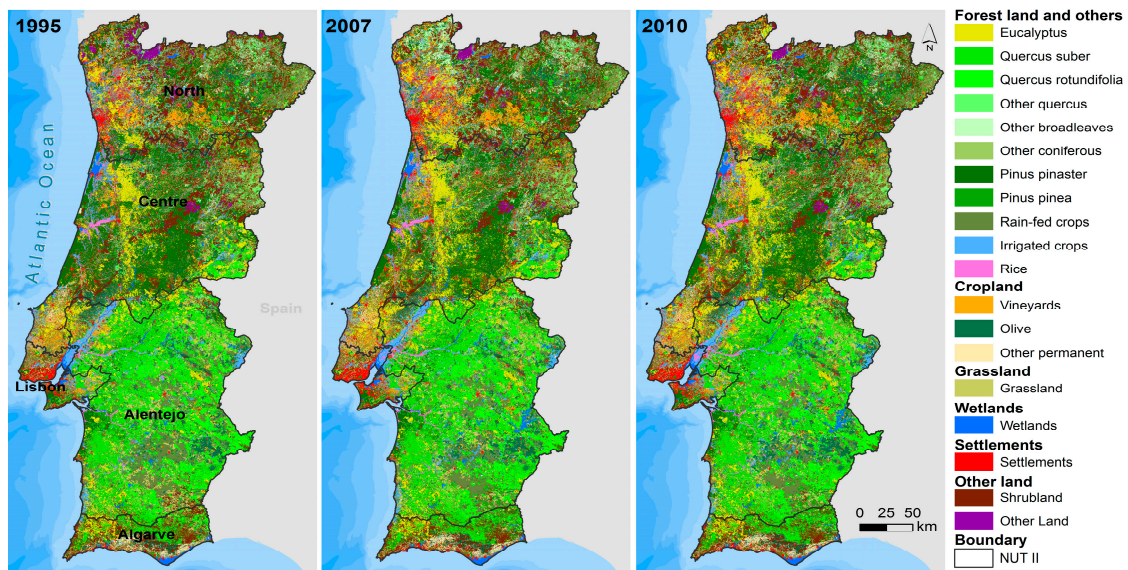 1995
2007
2010
N
North
Atlantic Ocean
Centre
Spain
Lisbon
Alentejo
Algarve
0 25 50
km
Forest land and others
Eucalyptus
Quercus suber
Quercus rotundifolia
Other quercus
Other broadleaves
Other coniferous
Pinus pinaster
Pinus pinea
Rain-fed crops
Irrigated crops
Rice
Cropland
Vineyards
Olive
Other permanent
Grassland
Grassland
Wetlands
Wetlands
Settlements
Settlements
Other land
Shrubland
Other Land
Boundary
NUT II